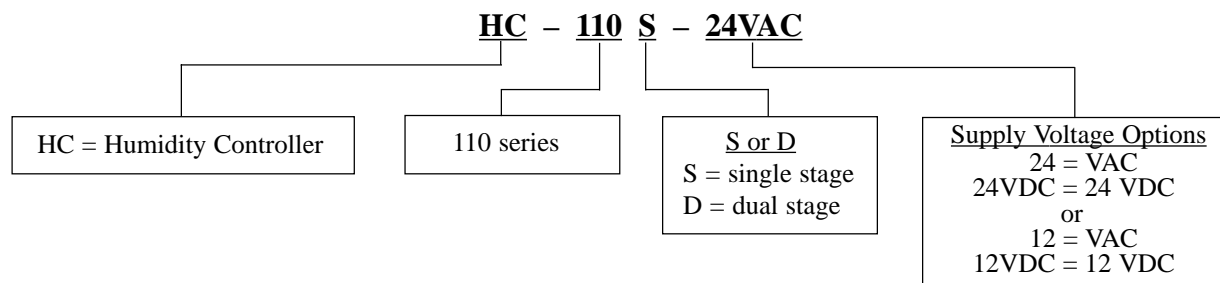 HC – 110 S – 24VAC
HC = Humidity Controller
110 series
S or D
S = single stage
D = dual stage
Supply Voltage Options
24 = VAC
24VDC = 24 VDC
or
12 = VAC
12VDC = 12 VDC